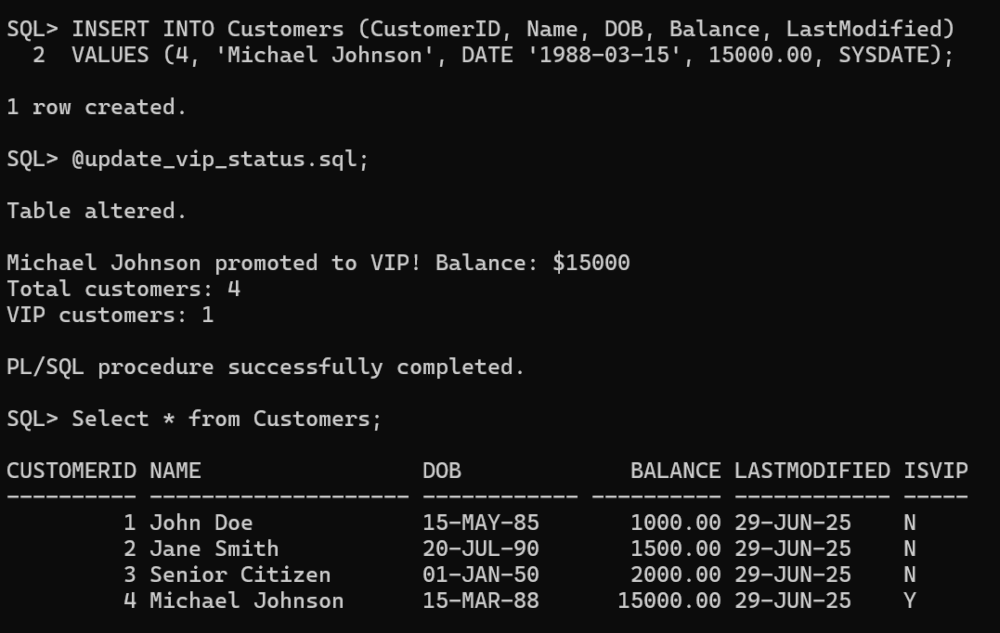 SQL> INSERT INTO Customers (CustomerID, Name, DOB, Balance, LastModified)
  2  VALUES (4, 'Michael Johnson', DATE '1988-03-15', 15000.00, SYSDATE);
1 row created.
SQL> @update_vip_status.sql;
Table altered.
Michael Johnson promoted to VIP! Balance: $15000
Total customers: 4
VIP customers: 1
PL/SQL procedure successfully completed.
SQL> Select * from Customers;
CUSTOMERID NAME                 DOB             BALANCE LASTMODIFIED ISVIP
---------- -------------------- ------------ ---------- ------------ -----
         1 John Doe             15-MAY-85       1000.00 29-JUN-25    N
         2 Jane Smith           20-JUL-90       1500.00 29-JUN-25    N
         3 Senior Citizen       01-JAN-50       2000.00 29-JUN-25    N
         4 Michael Johnson      15-MAR-88      15000.00 29-JUN-25    Y